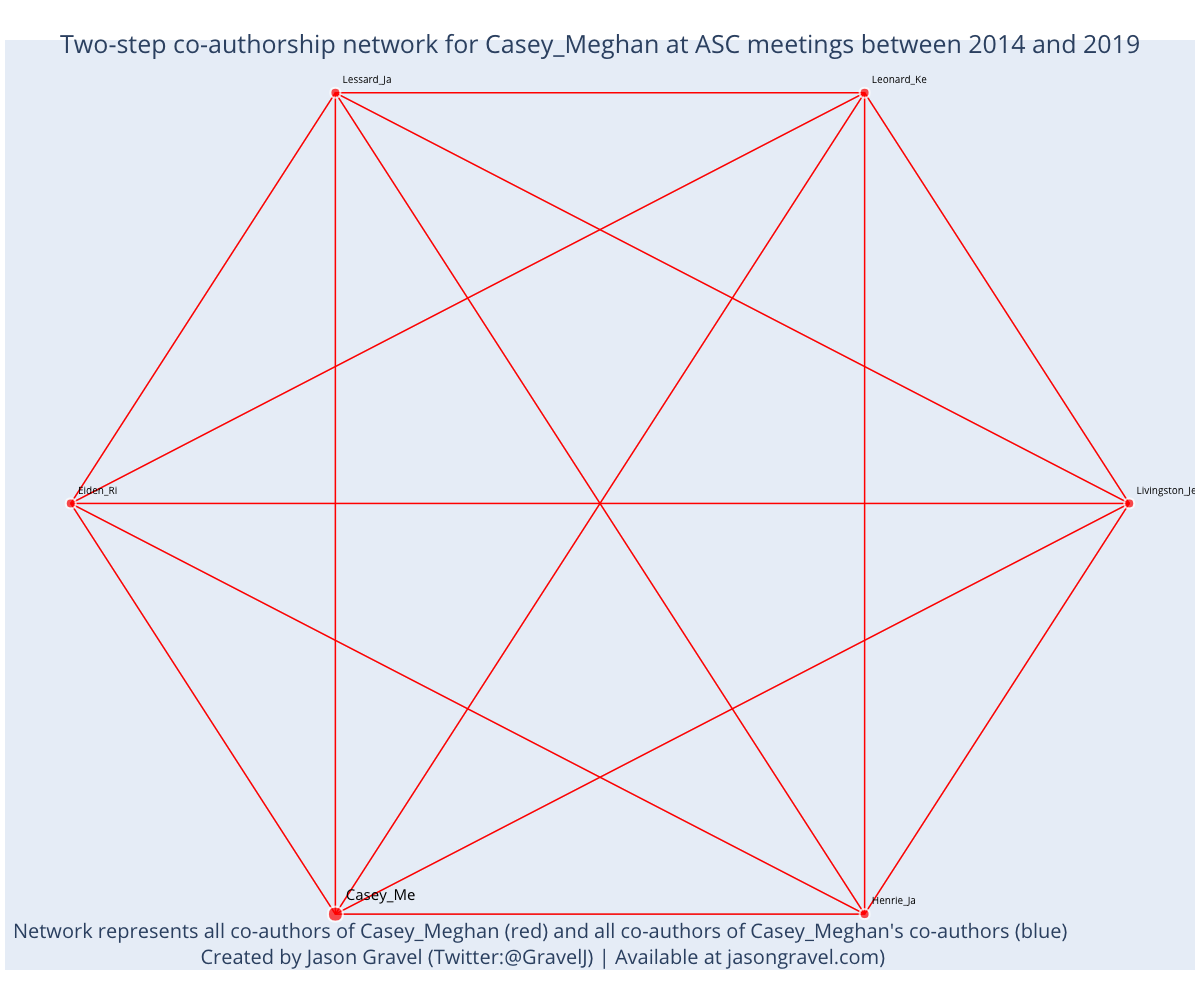 Two-step co-authorship network for Casey_Meghan at ASC meetings between 2014 and 2019
Lessard_Ja
Leonard_Ke
Eiden_Ri
Livingston_Je
Casey_Me
Henrie_Ja
Network represents all co-authors of Casey_Meghan (red) and all co-authors of Casey_Meghan's co-authors (blue)
Created by Jason Gravel (Twitter:@GravelJ) | Available at jasongravel.com)